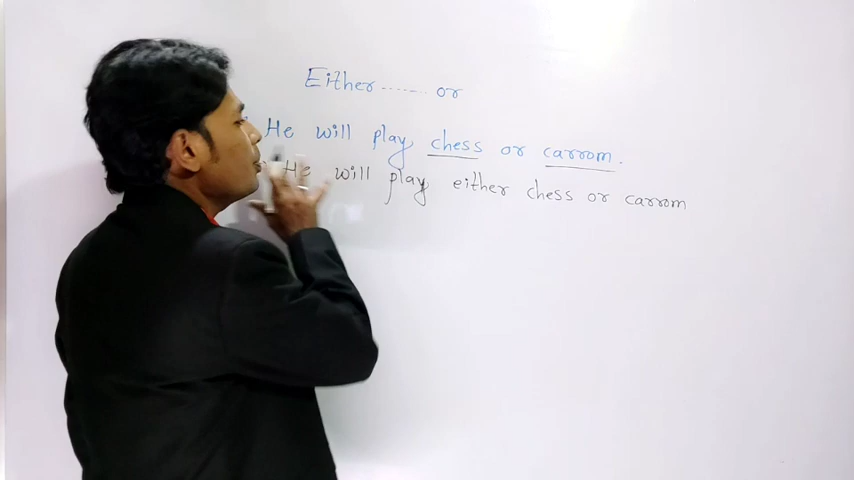 Either ....... or
He will play chess or carrom.
He will play either chess or carrom